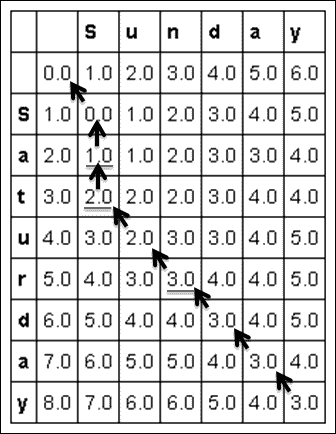 S u n d a y
0.0 1.0 2.0 3.0 4.0 5.0 6.0
S 1.0 0.0 1.0 2.0 3.0 4.0 5.0
a 2.0 1.0 1.0 2.0 3.0 3.0 4.0
t 3.0 2.0 2.0 2.0 3.0 4.0 4.0
u 4.0 3.0 2.0 3.0 3.0 4.0 5.0
r 5.0 4.0 3.0 3.0 4.0 4.0 5.0
d 6.0 5.0 4.0 4.0 3.0 4.0 5.0
a 7.0 6.0 5.0 5.0 4.0 3.0 4.0
y 8.0 7.0 6.0 6.0 5.0 4.0 3.0